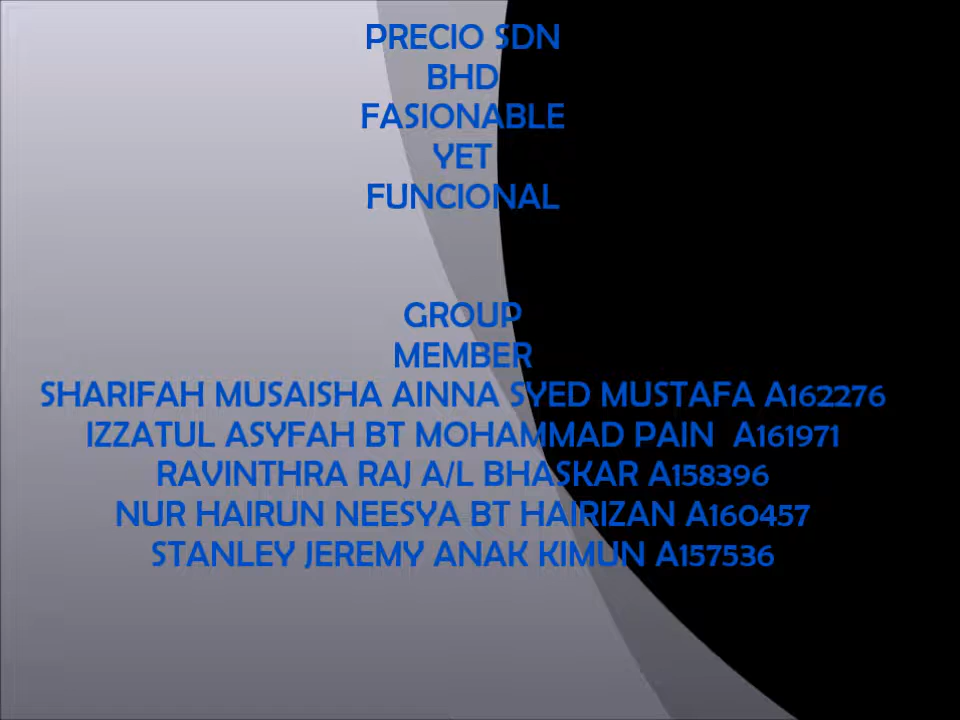 PRECIO SDN
BHD
FASIONABLE
YET
FUNCIONAL
GROUP
MEMBER
SHARIFAH MUSAISHA AINNA SYED MUSTAFA A162276
IZZATUL ASYFAH BT MOHAMMAD PAIN A161971
RAVINTHRA RAJ A/L BHASKAR A158396
NUR HAIRUN NEESYA BT HAIRIZAN A160457
STANLEY JEREMY ANAK KIMUN A157536